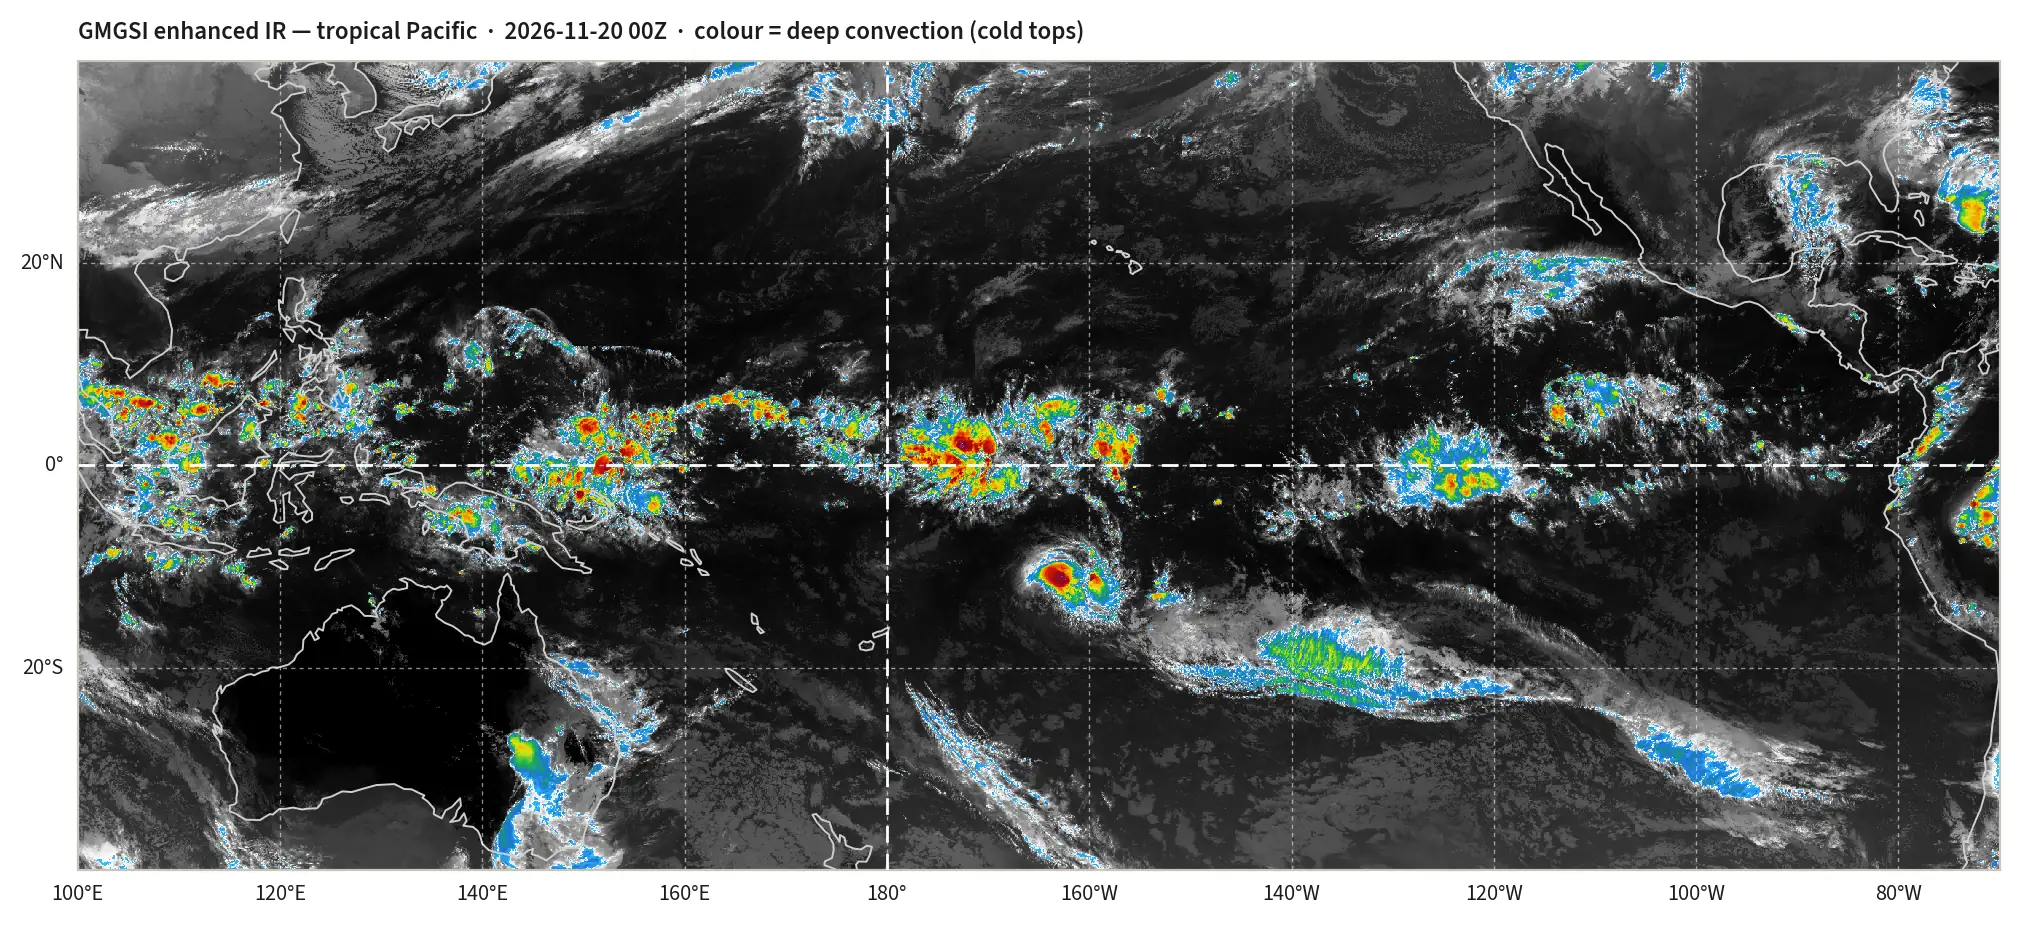 GMGSI enhanced IR — tropical Pacific · 2026-11-20 00Z · colour = deep convection (cold tops)
20°N
0°
20°S
100°E 120°E 140°E 160°E 180° 160°W 140°W 120°W 100°W 80°W